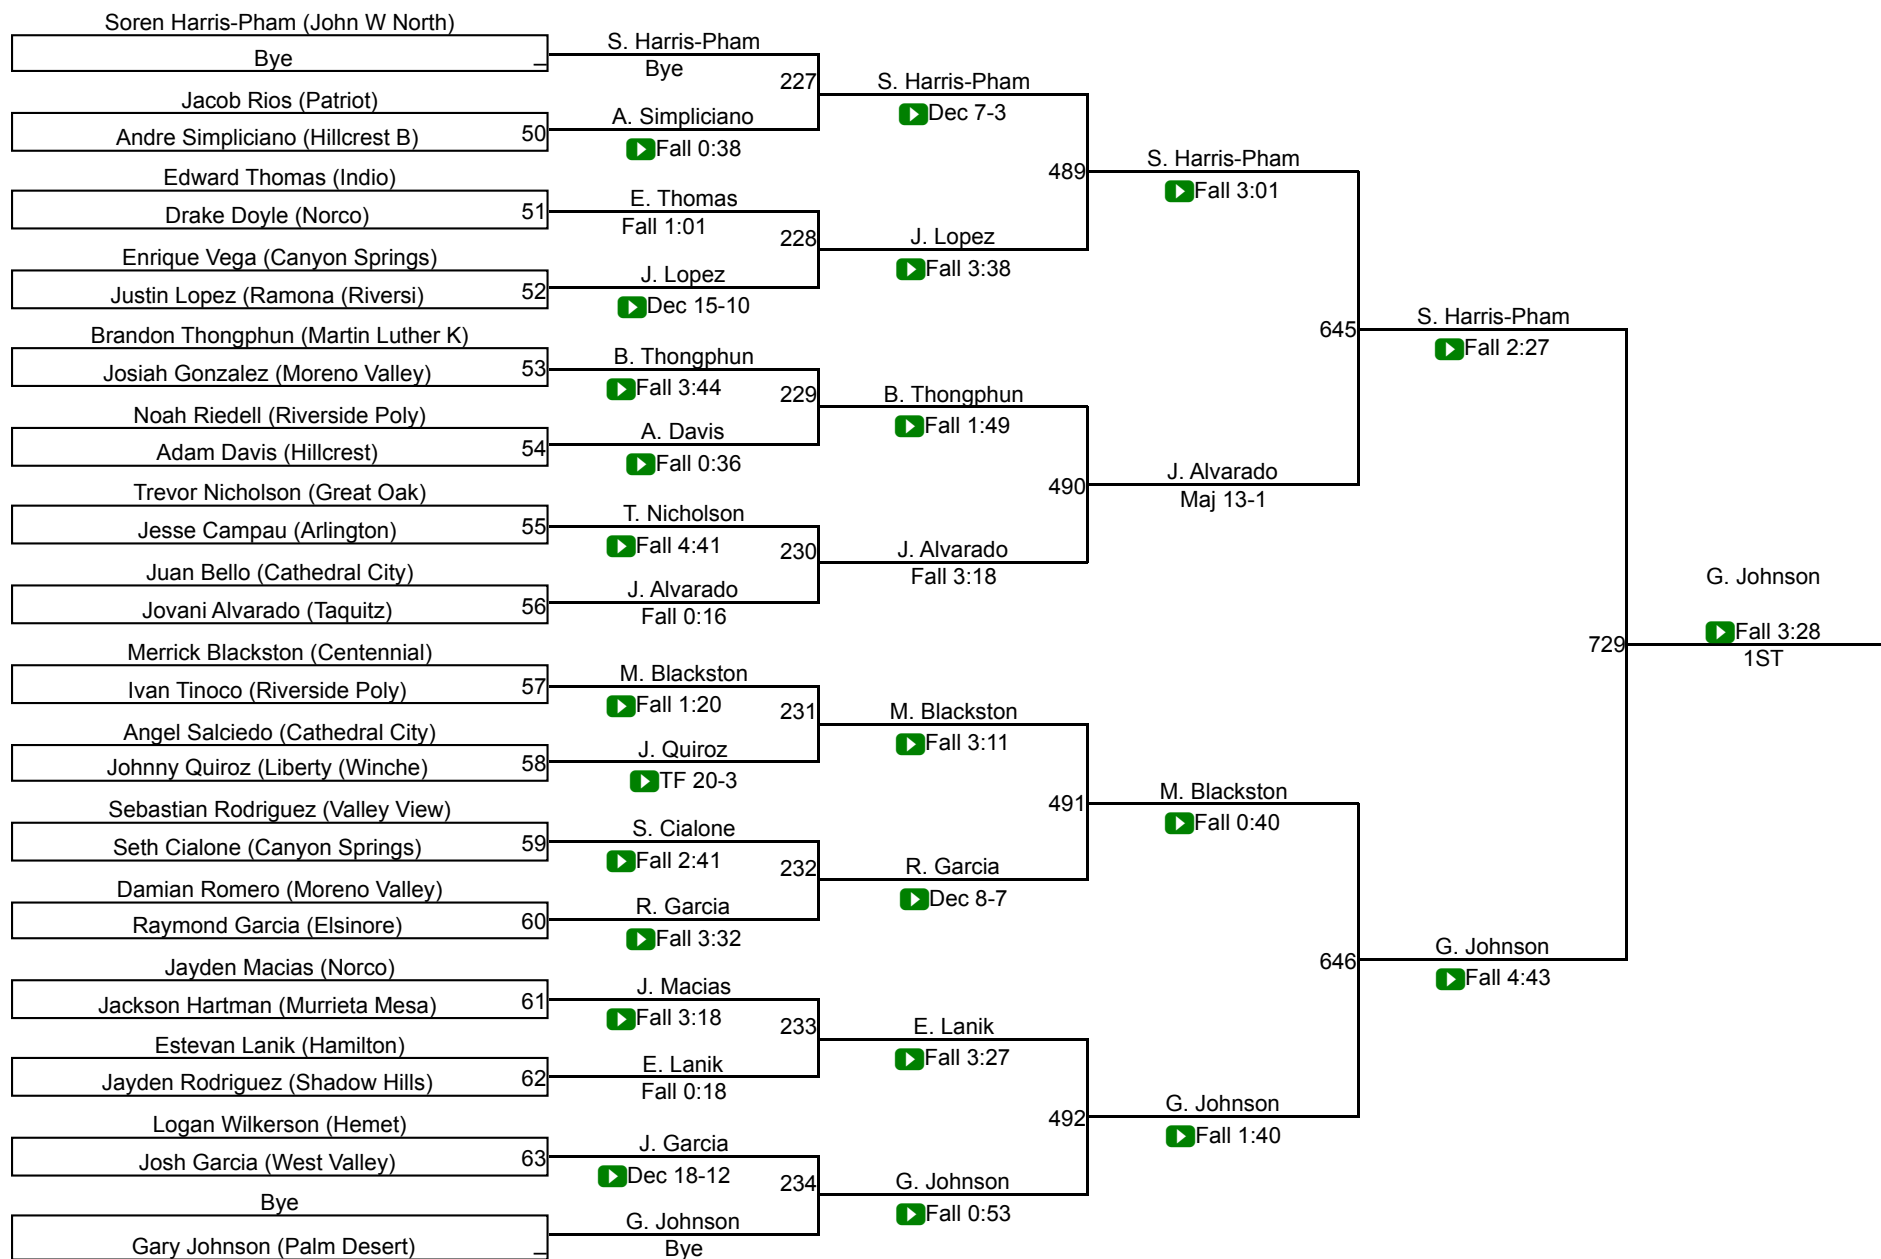 Soren Harris-Pham (John W North)
Bye
Jacob Rios (Patriot)
Andre Simpliciano (Hillcrest B)
50
Edward Thomas (Indio)
Drake Doyle (Norco)
51
Enrique Vega (Canyon Springs)
Justin Lopez (Ramona (Riversi)
52
Brandon Thongphun (Martin Luther K)
Josiah Gonzalez (Moreno Valley)
53
Noah Riedell (Riverside Poly)
Adam Davis (Hillcrest)
54
Trevor Nicholson (Great Oak)
Jesse Campau (Arlington)
55
Juan Bello (Cathedral City)
Jovani Alvarado (Taquitz)
56
Merrick Blackston (Centennial)
Ivan Tinoco (Riverside Poly)
57
Angel Salciedo (Cathedral City)
Johnny Quiroz (Liberty (Winche)
58
Sebastian Rodriguez (Valley View)
Seth Cialone (Canyon Springs)
59
Damian Romero (Moreno Valley)
Raymond Garcia (Elsinore)
60
Jayden Macias (Norco)
Jackson Hartman (Murrieta Mesa)
61
Estevan Lanik (Hamilton)
Jayden Rodriguez (Shadow Hills)
62
Logan Wilkerson (Hemet)
Josh Garcia (West Valley)
63
Bye
Gary Johnson (Palm Desert)
S. Harris-Pham
Bye
227
A. Simpliciano
Fall 0:38
E. Thomas
Fall 1:01
228
J. Lopez
Dec 15-10
B. Thongphun
Fall 3:44
229
A. Davis
Fall 0:36
T. Nicholson
Fall 4:41
230
J. Alvarado
Fall 0:16
M. Blackston
Fall 1:20
231
J. Quiroz
TF 20-3
S. Cialone
Fall 2:41
232
R. Garcia
Fall 3:32
J. Macias
Fall 3:18
233
E. Lanik
Fall 0:18
J. Garcia
Dec 18-12
234
G. Johnson
Bye
S. Harris-Pham
Dec 7-3
489
J. Lopez
Fall 3:38
B. Thongphun
Fall 1:49
490
J. Alvarado
Fall 3:18
M. Blackston
Fall 3:11
491
R. Garcia
Dec 8-7
E. Lanik
Fall 3:27
492
G. Johnson
Fall 0:53
S. Harris-Pham
Fall 3:01
645
J. Alvarado
Maj 13-1
M. Blackston
Fall 0:40
646
G. Johnson
Fall 1:40
S. Harris-Pham
Fall 2:27
729
G. Johnson
Fall 4:43
G. Johnson
Fall 3:28
1ST